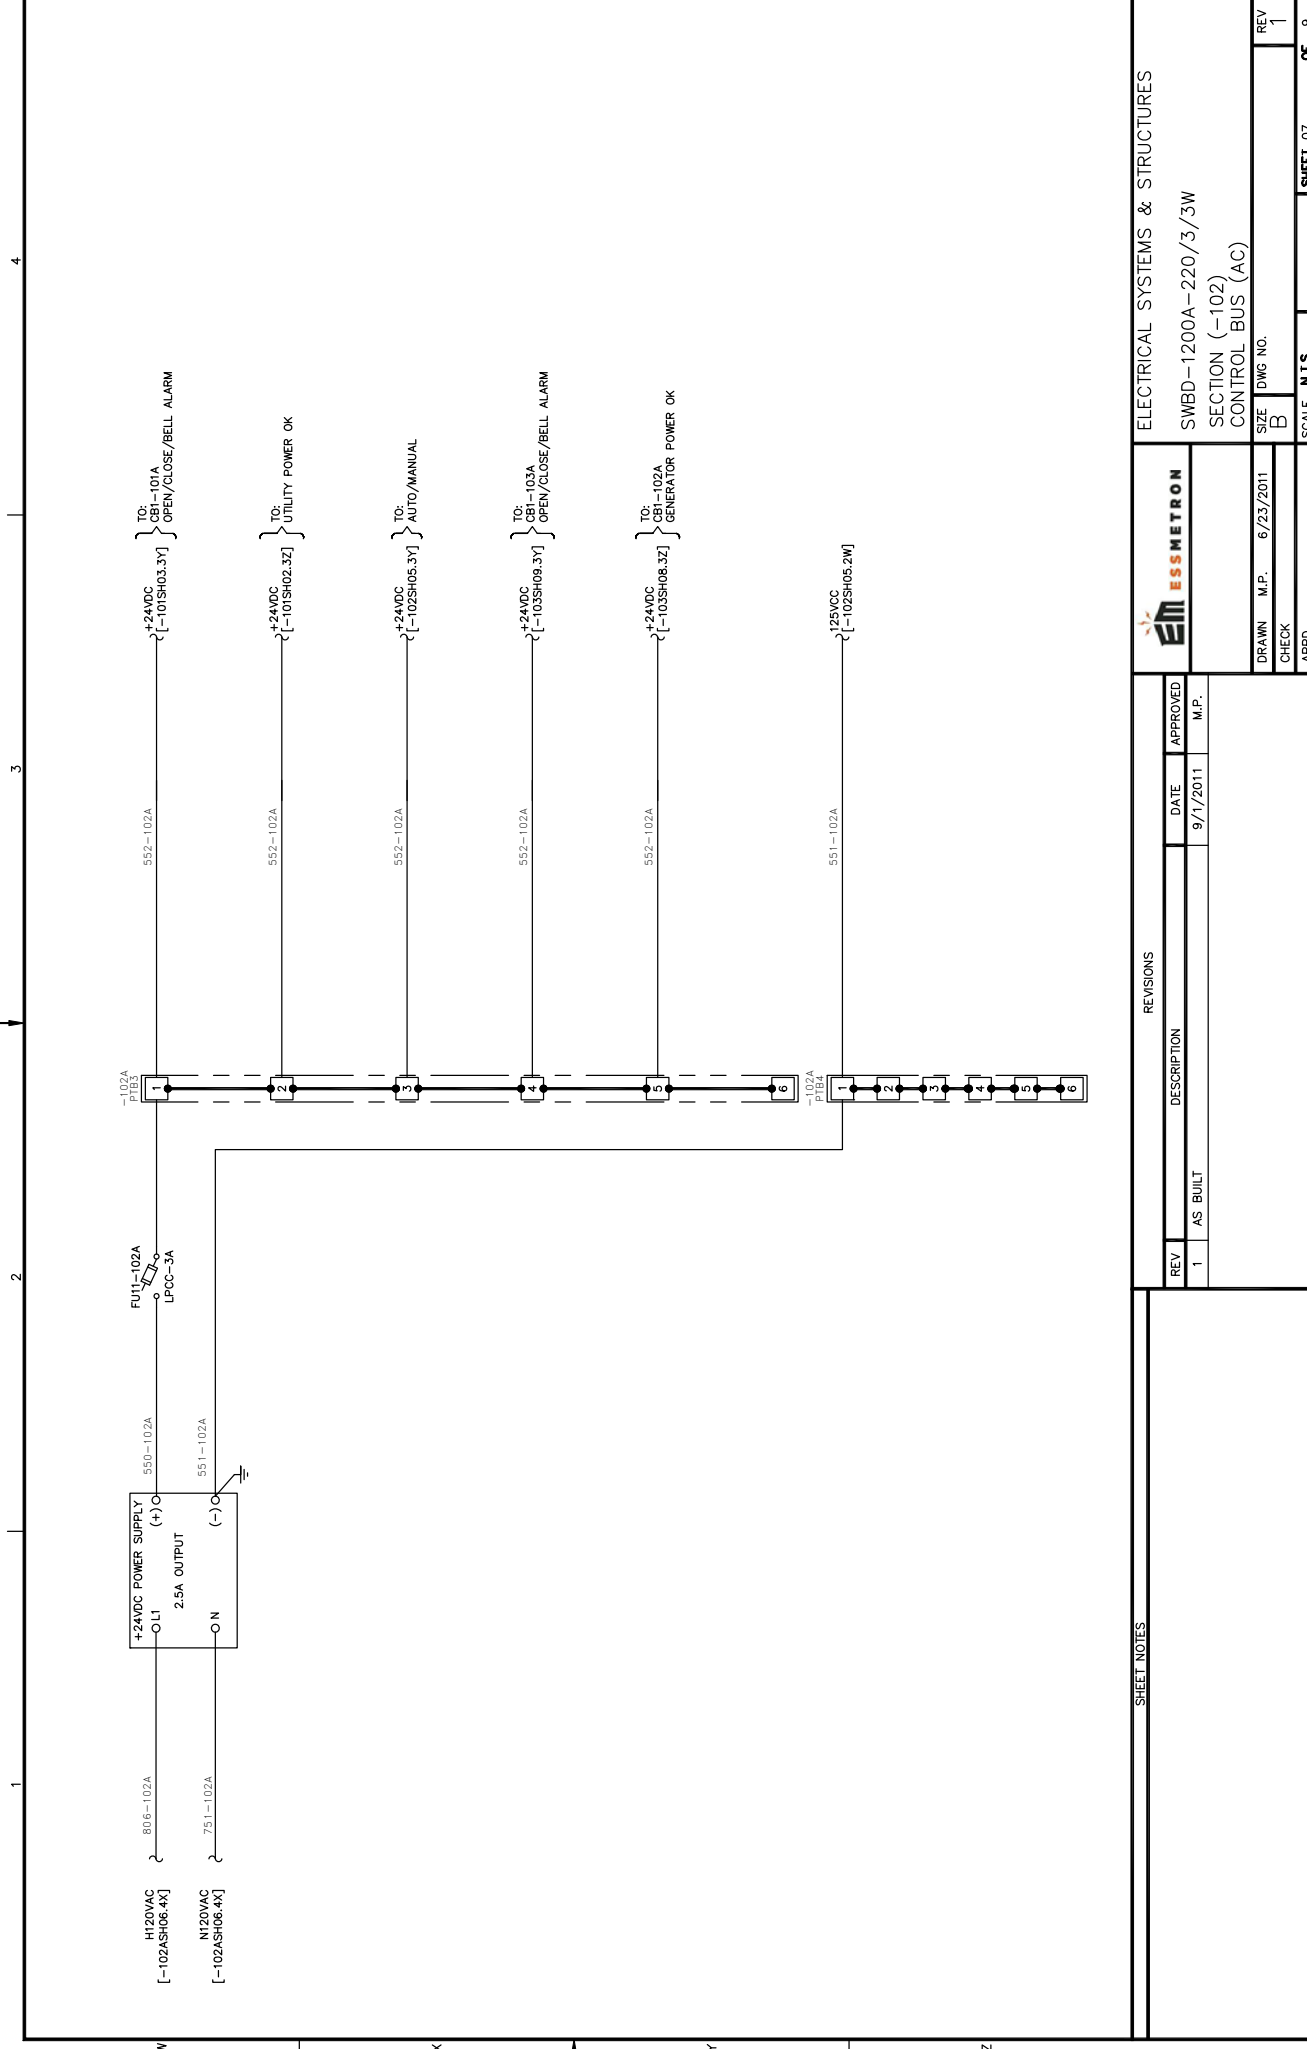 1
2
3
4
W
X
Y
Z
H120VAC
[-102ASH06.4X]
N120VAC
[-102ASH06.4X]
806-102A
751-102A
+24VDC POWER SUPPLY
L1
(+)
2.5A OUTPUT
N
(-)
550-102A
551-102A
FU11-102A
LPCC-3A
-102A
PTB3
1
2
3
4
5
6
-102A
PTB4
1
2
3
4
5
6
552-102A
+24VDC
[-101SH03.3Y]
TO:
CB1-101A
OPEN/CLOSE/BELL ALARM
552-102A
+24VDC
[-101SH02.3Z]
TO:
UTILITY POWER OK
552-102A
+24VDC
[-102SH05.3Y]
TO:
AUTO/MANUAL
552-102A
+24VDC
[-103SH09.3Y]
TO:
CB1-103A
OPEN/CLOSE/BELL ALARM
552-102A
+24VDC
[-103SH08.3Z]
TO:
CB1-102A
GENERATOR POWER OK
551-102A
125VCC
[-102SH05.2W]
SHEET NOTES
REVISIONS
REV DESCRIPTION DATE APPROVED
1 AS BUILT 9/1/2011 M.P.
EM ESSMETRON
DRAWN M.P. 6/23/2011
CHECK
APPD
ELECTRICAL SYSTEMS & STRUCTURES
SWBD-1200A-220/3/3W
SECTION (-102)
CONTROL BUS (AC)
SIZE
B
DWG NO.
REV
1
SCALE N.T.S.
SHEET 07 OF 9